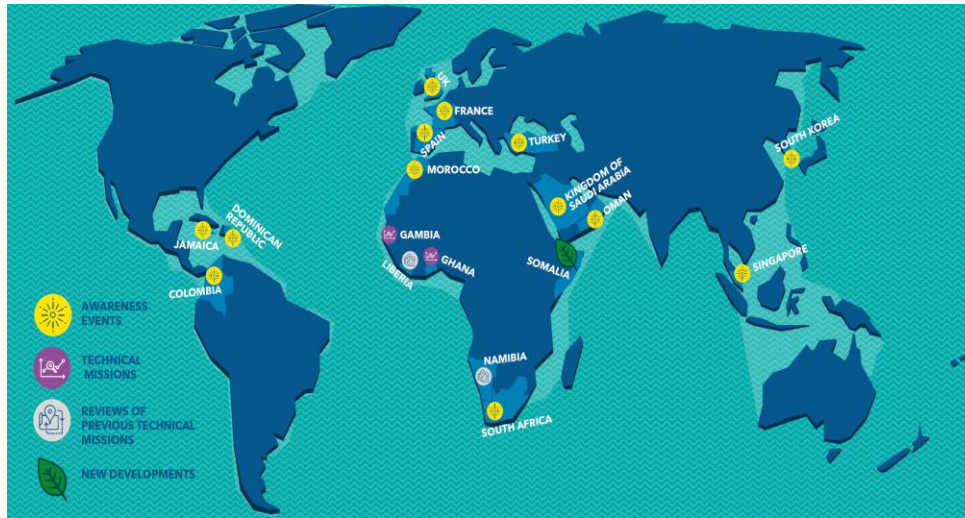 UK
FRANCE
SPAIN
TURKEY
MOROCCO
SOUTH KOREA
KINGDOM OF
SAUDI ARABIA
OMAN
DOMINICAN
REPUBLIC
JAMAICA
GAMBIA
LIBERIA
GHANA
SOMALIA
SINGAPORE
COLOMBIA
NAMIBIA
SOUTH AFRICA
AWARENESS
EVENTS
TECHNICAL
MISSIONS
REVIEWS OF
PREVIOUS TECHNICAL
MISSIONS
NEW DEVELOPMENTS